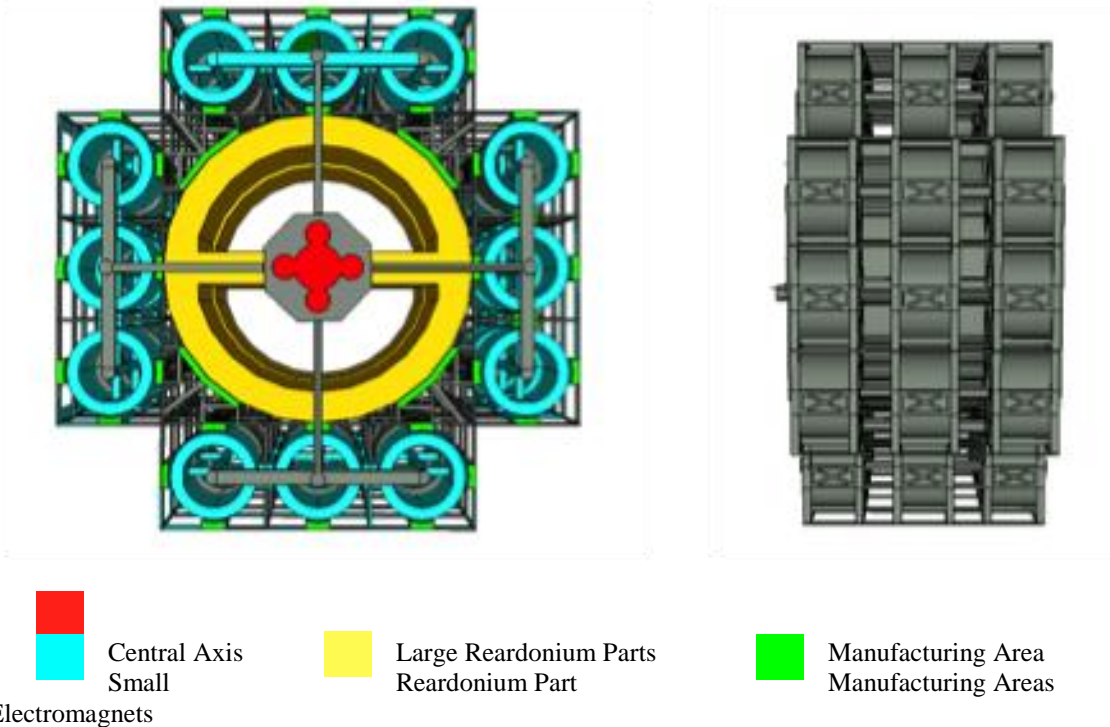 Central Axis
Small
Large Reardonium Parts
Reardonium Part
Manufacturing Area
Manufacturing Areas
Electromagnets